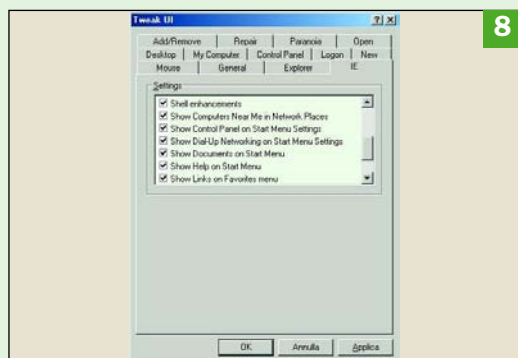 Tweak UI
8
Add/Remove Repair Paranoia Open
Desktop My Computer Control Panel Logon New
Mouse General Explorer IE
Settings
Shell enhancements
Show Computers Near Me in Network Places
Show Control Panel on Start Menu Settings
Show Dial-Up Networking on Start Menu Settings
Show Documents on Start Menu
Show Help on Start Menu
Show Links on Favorites menu
OK Annulla Applica